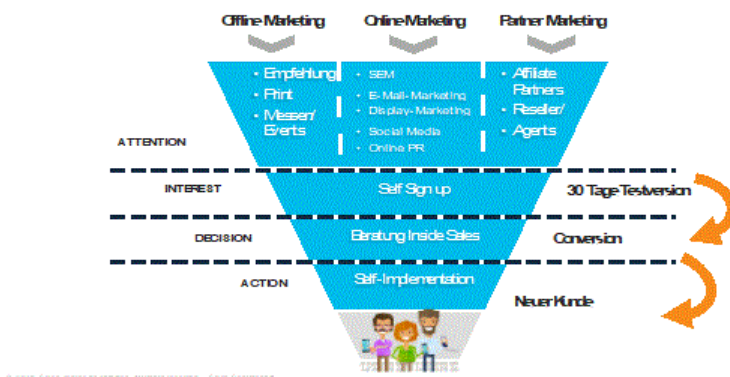 Offline Marketing
Online Marketing
Partner Marketing
• Empfehlung
• Print
• Messen/
Events
• SEM
• E-Mail-Marketing
• Display-Marketing
• Social Media
• Online PR
• Affiliate
Partners
• Reseller/
• Agents
ATTENTION
INTEREST
Self Sign up
30 Tage Testversion
DECISION
Beratung Inside Sales
Conversion
ACTION
Self-Implementation
Neuer Kunde